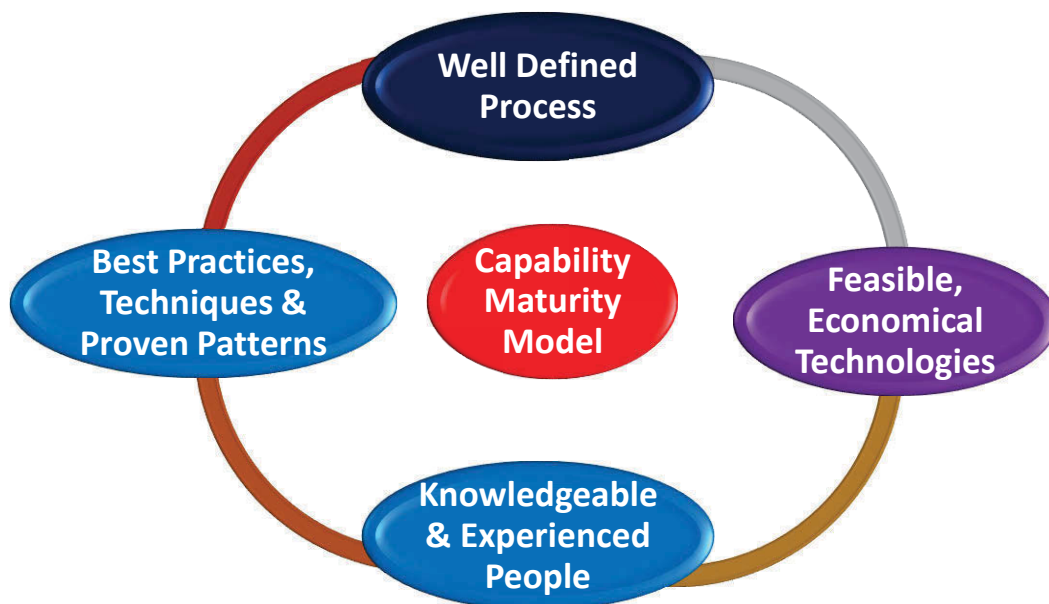 Well Defined
Process
Best Practices,
Techniques &
Proven Patterns
Capability
Maturity
Model
Feasible,
Economical
Technologies
Knowledgeable
& Experienced
People